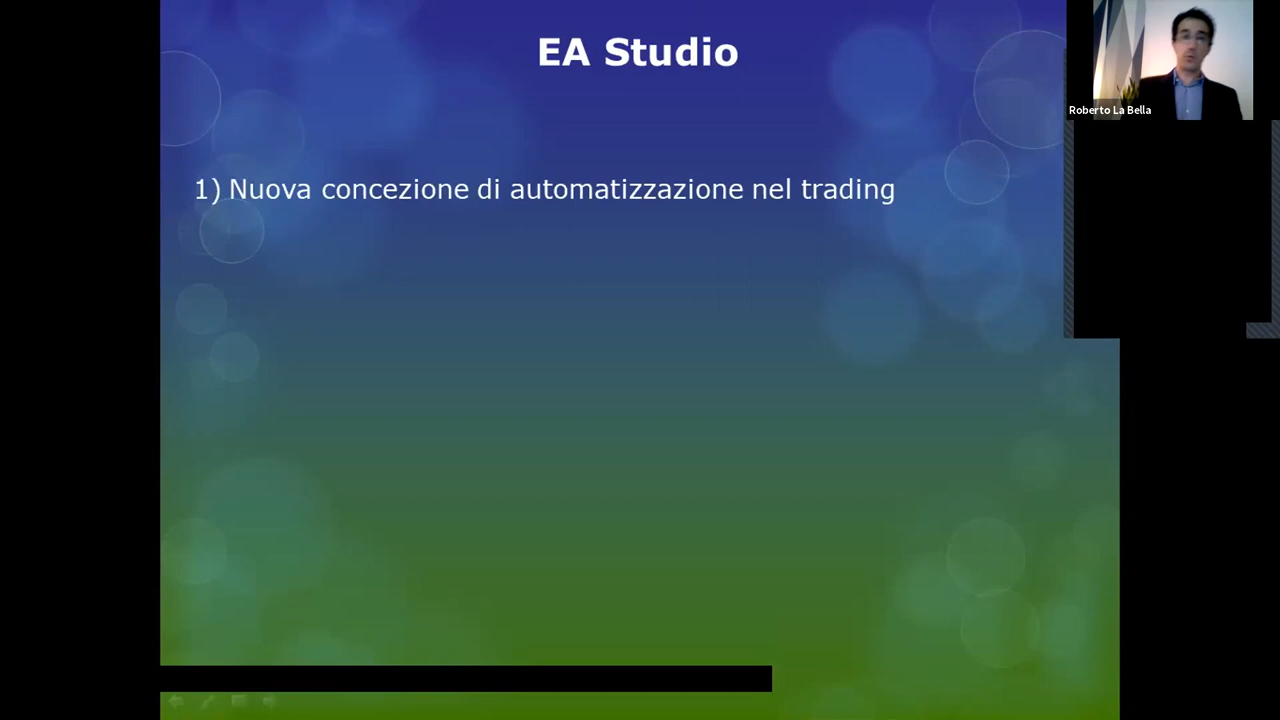 EA Studio
Roberto La Bella
1) Nuova concezione di automatizzazione nel trading